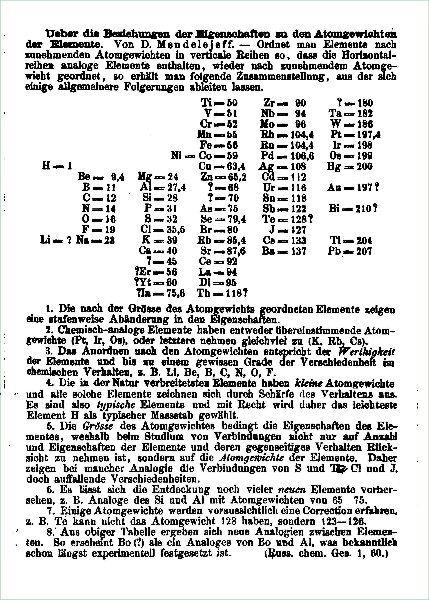 Ueber die Beziehungen der Eigenschaften zu den Atomgewichten
der Elemente. Von D. Mendelejeff. — Ordnet man Elemente nach
zunehmenden Atomgewichten in verticale Reihen so, dass die Horizontal-
reihen analoge Elemente enthalten, wieder nach zunehmendem Atomge-
wicht geordnet, so erhält man folgende Zusammenstellung, aus der sich
einige allgemeinere Folgerungen ableiten lassen.
Ti = 50 Zr = 90 ? = 180
V = 51 Nb = 94 Ta = 182
Cr = 52 Mo = 96 W = 186
Mn = 55 Rh = 104,4 Pt = 197,4
Fe = 56 Ru = 104,4 Ir = 198
Ni = Co = 59 Pd = 106,6 Os = 199
H = 1 Cu = 63,4 Ag = 108 Hg = 200
Be = 9,4 Mg = 24 Zn = 65,2 Cd = 112
B = 11 Al = 27,4 ? = 68 Ur = 116 Au = 197?
C = 12 Si = 28 ? = 70 Sn = 118
N = 14 P = 31 As = 75 Sb = 122 Bi = 210?
O = 16 S = 32 Se = 79,4 Te = 128?
F = 19 Cl = 35,5 Br = 80 J = 127
Li = 7 Na = 23 K = 39 Rb = 85,4 Cs = 133 Tl = 204
Ca = 40 Sr = 87,6 Ba = 137 Pb = 207
? = 45 Ce = 92
?Er = 56 La = 94
?Yt = 60 Di = 95
?In = 75,6 Th = 118?
1. Die nach der Grösse des Atomgewichts geordneten Elemente zeigen
eine stufenweise Abänderung in den Eigenschaften.
2. Chemisch-analoge Elemente haben entweder übereinstimmende Atom-
gewichte (Pt, Ir, Os), oder letztere nehmen gleichviel zu (K, Rb, Cs).
3. Das Anordnen nach den Atomgewichten entspricht der Werthigkeit
der Elemente und bis zu einem gewissen Grade der Verschiedenheit im
chemischen Verhalten, z. B. Li, Be, B, C, N, O, F.
4. Die in der Natur verbreitetsten Elemente haben kleine Atomgewichte
und alle solche Elemente zeichnen sich durch Schärfe des Verhaltens aus.
Es sind also typische Elemente und mit Recht wird daher das leichteste
Element H als typischer Massstab gewählt.
5. Die Grösse des Atomgewichtes bedingt die Eigenschaften des Ele-
mentes, weshalb beim Studium von Verbindungen nicht nur auf Anzahl
und Eigenschaften der Elemente und deren gegenseitiges Verhalten Rück-
sicht zu nehmen ist, sondern auf die Atomgewichte der Elemente. Daher
zeigen bei mancher Analogie die Verbindungen von S und Cl und J,
doch auffallende Verschiedenheiten.
6. Es lässt sich die Entdeckung noch vieler neuen Elemente vorher-
sehen, z. B. Analoge des Si und Al mit Atomgewichten von 65—75.
7. Einige Atomgewichte werden voraussichtlich eine Correction erfahren,
z. B. Te kann nicht das Atomgewicht 128 haben, sondern 123—126.
8. Aus obiger Tabelle ergeben sich neue Analogien zwischen Elemen-
ten. So erscheint Bo (?) als ein Analoges von Bo und Al, was bekanntlich
schon längst experimentell festgesetzt ist. (Russ. chem. Ges. 1, 60.)